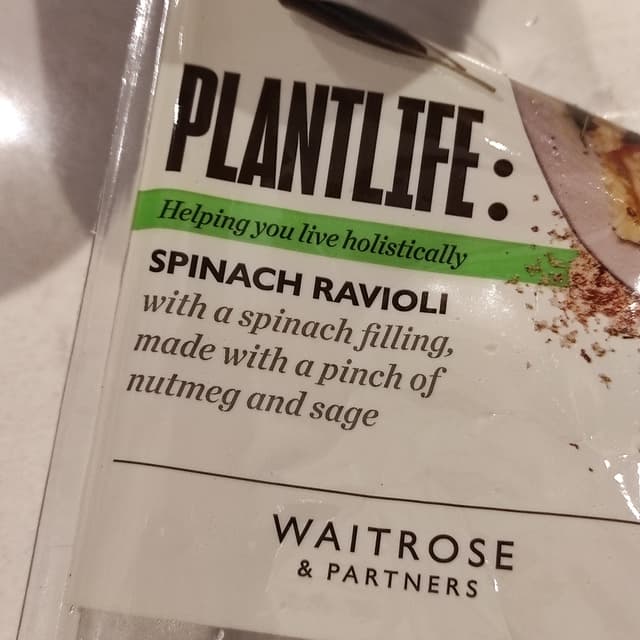 PLANTLIFE:
Helping you live holistically
SPINACH RAVIOLI
with a spinach filling,
made with a pinch of
nutmeg and sage
WAITROSE
& PARTNERS